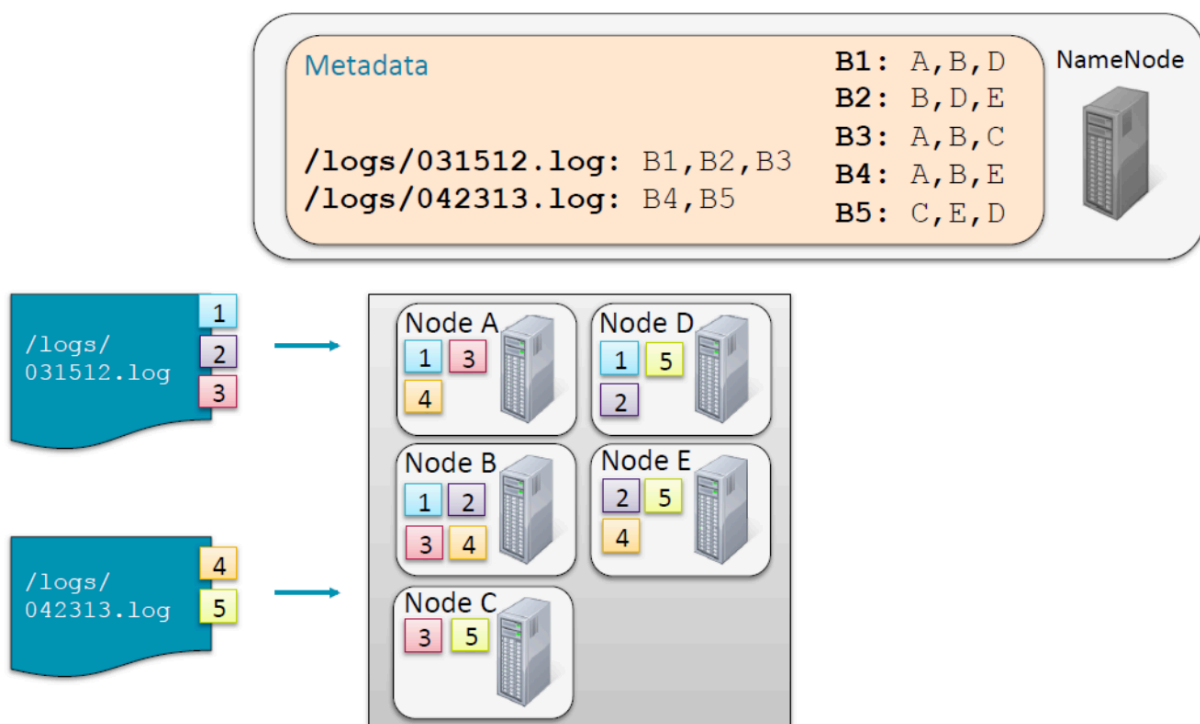 Metadata
B1: A,B,D
NameNode
B2: B,D,E
B3: A,B,C
/logs/031512.log: B1,B2,B3
B4: A,B,E
/logs/042313.log: B4,B5
B5: C,E,D
/logs/
031512.log
1
2
3
Node A
1 3
4
Node D
1 5
2
Node B
1 2
3 4
Node E
2 5
4
/logs/
042313.log
4
5
Node C
3 5